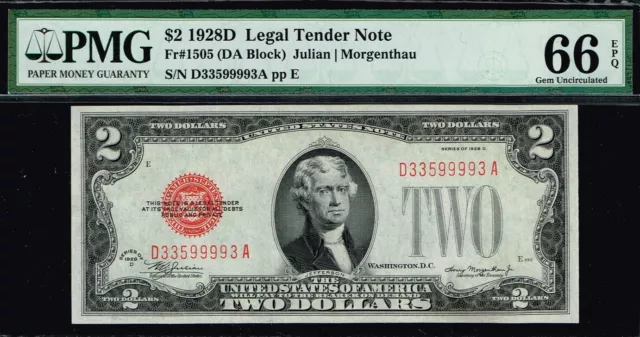 PMG
PAPER MONEY GUARANTY
$2 1928D Legal Tender Note
Fr#1505 (DA Block) Julian | Morgenthau
S/N D33599993A pp E
66 EPQ
Gem Uncirculated
2 TWO DOLLARS UNITED STATES NOTE TWO DOLLARS 2
SERIES OF 1928 D
E
D33599993 A
THIS NOTE IS A LEGAL TENDER
AT ITS FACE VALUE FOR ALL DEBTS
PUBLIC AND PRIVATE
TWO
D33599993 A
WASHINGTON, D.C.
E
SERIES OF
1928
D
JEFFERSON
THE
UNITED STATES OF AMERICA
WILL PAY TO THE BEARER ON DEMAND
2 TWO DOLLARS 2